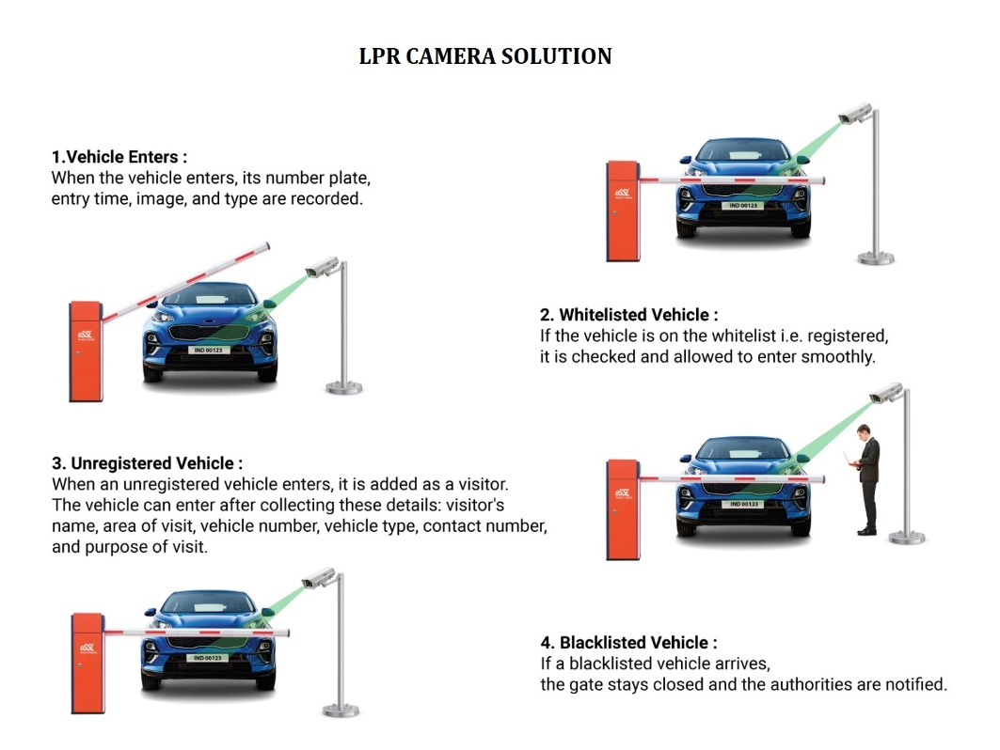 LPR CAMERA SOLUTION
1.Vehicle Enters :
When the vehicle enters, its number plate,
entry time, image, and type are recorded.
eSSL
IND 00123
eSSL
IND 00123
2. Whitelisted Vehicle :
If the vehicle is on the whitelist i.e. registered,
it is checked and allowed to enter smoothly.
3. Unregistered Vehicle :
When an unregistered vehicle enters, it is added as a visitor.
The vehicle can enter after collecting these details: visitor's
name, area of visit, vehicle number, vehicle type, contact number,
and purpose of visit.
eSSL
IND 00123
eSSL
IND 00123
4. Blacklisted Vehicle :
If a blacklisted vehicle arrives,
the gate stays closed and the authorities are notified.